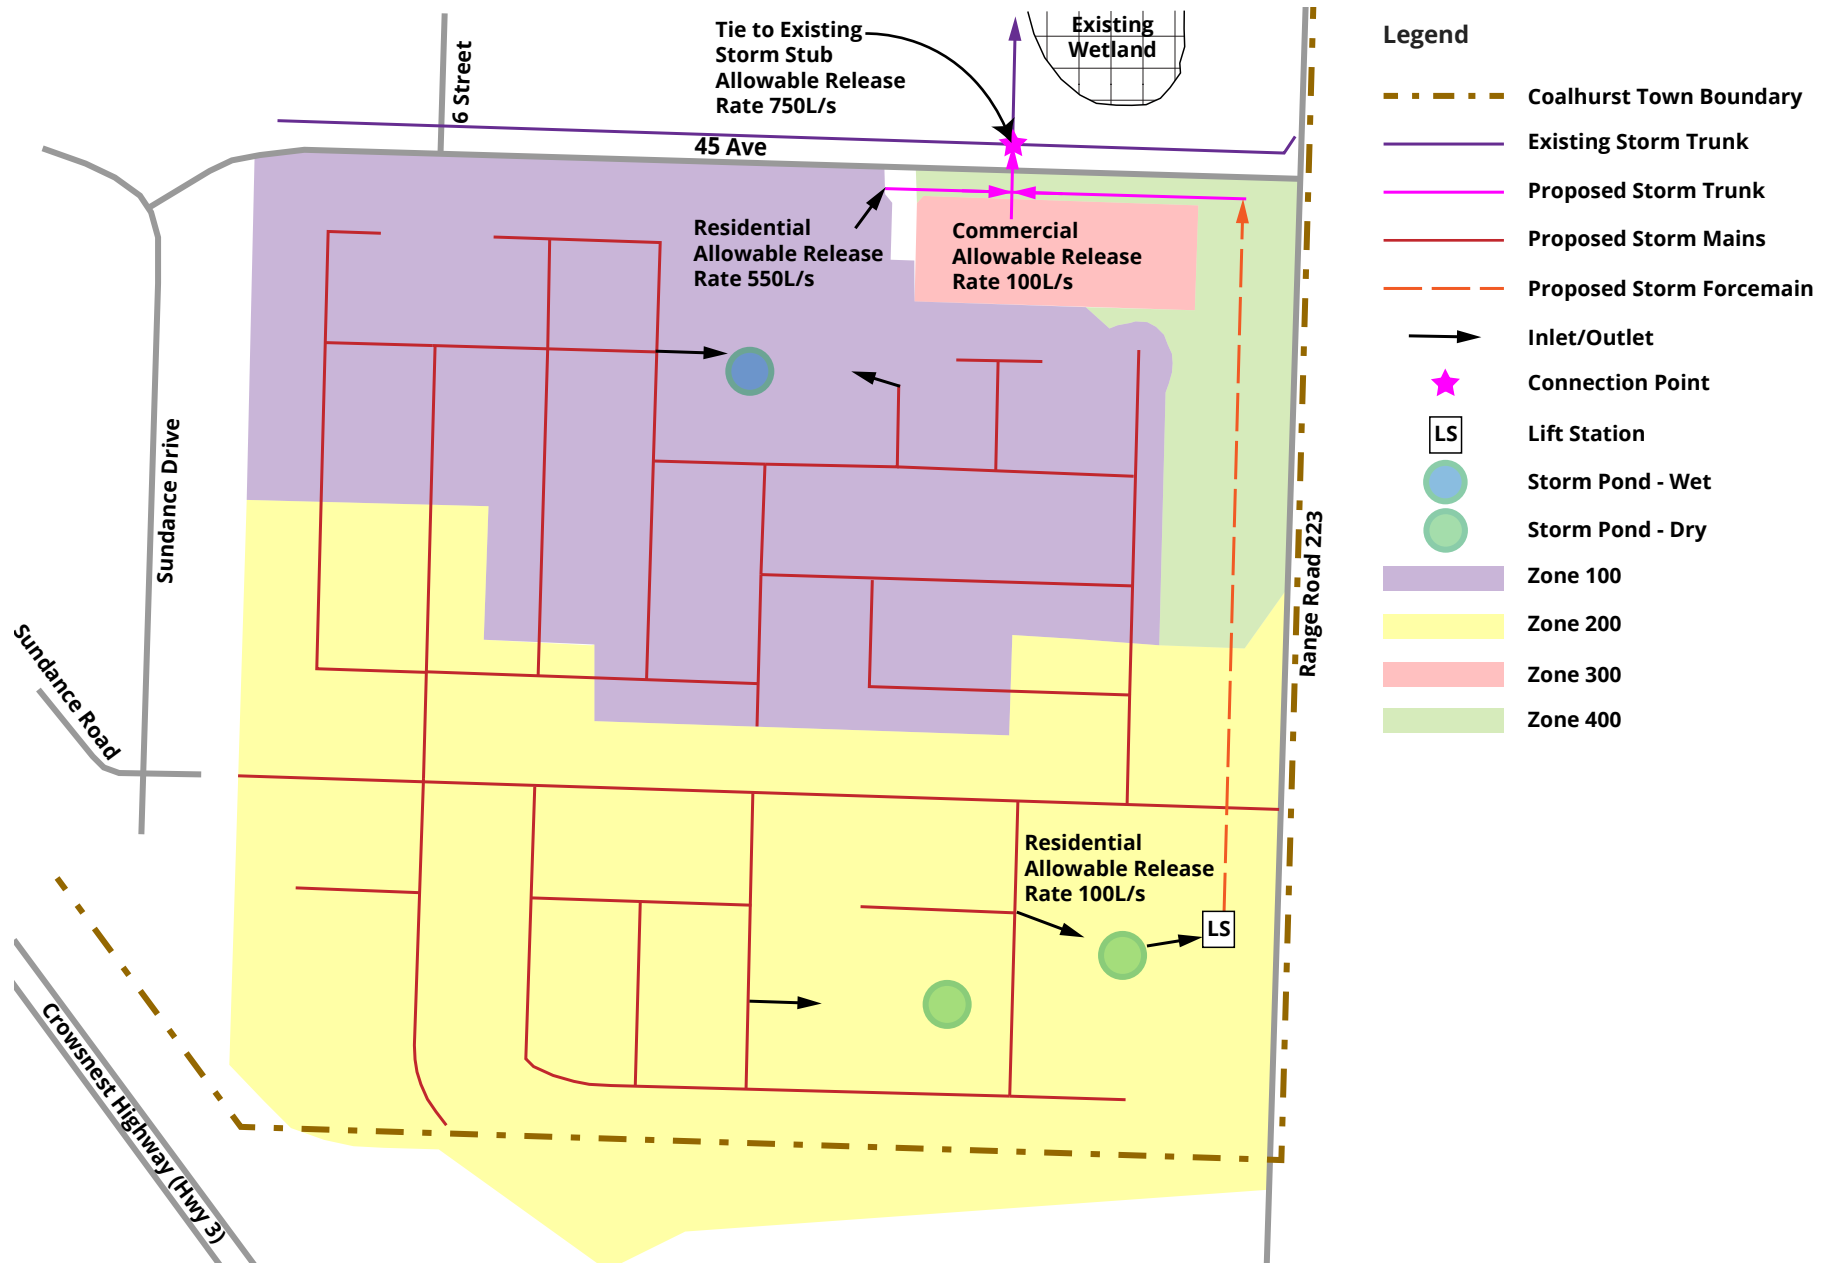 Tie to Existing
Storm Stub
Allowable Release
Rate 750L/s
Existing
Wetland
6 Street
45 Ave
Residential
Allowable Release
Rate 550L/s
Commercial
Allowable Release
Rate 100L/s
Sundance Drive
Sundance Road
Range Road 223
Residential
Allowable Release
Rate 100L/s
LS
Crowsnest Highway (Hwy 3)
Legend
Coalhurst Town Boundary
Existing Storm Trunk
Proposed Storm Trunk
Proposed Storm Mains
Proposed Storm Forcemain
Inlet/Outlet
Connection Point
LS
Lift Station
Storm Pond - Wet
Storm Pond - Dry
Zone 100
Zone 200
Zone 300
Zone 400